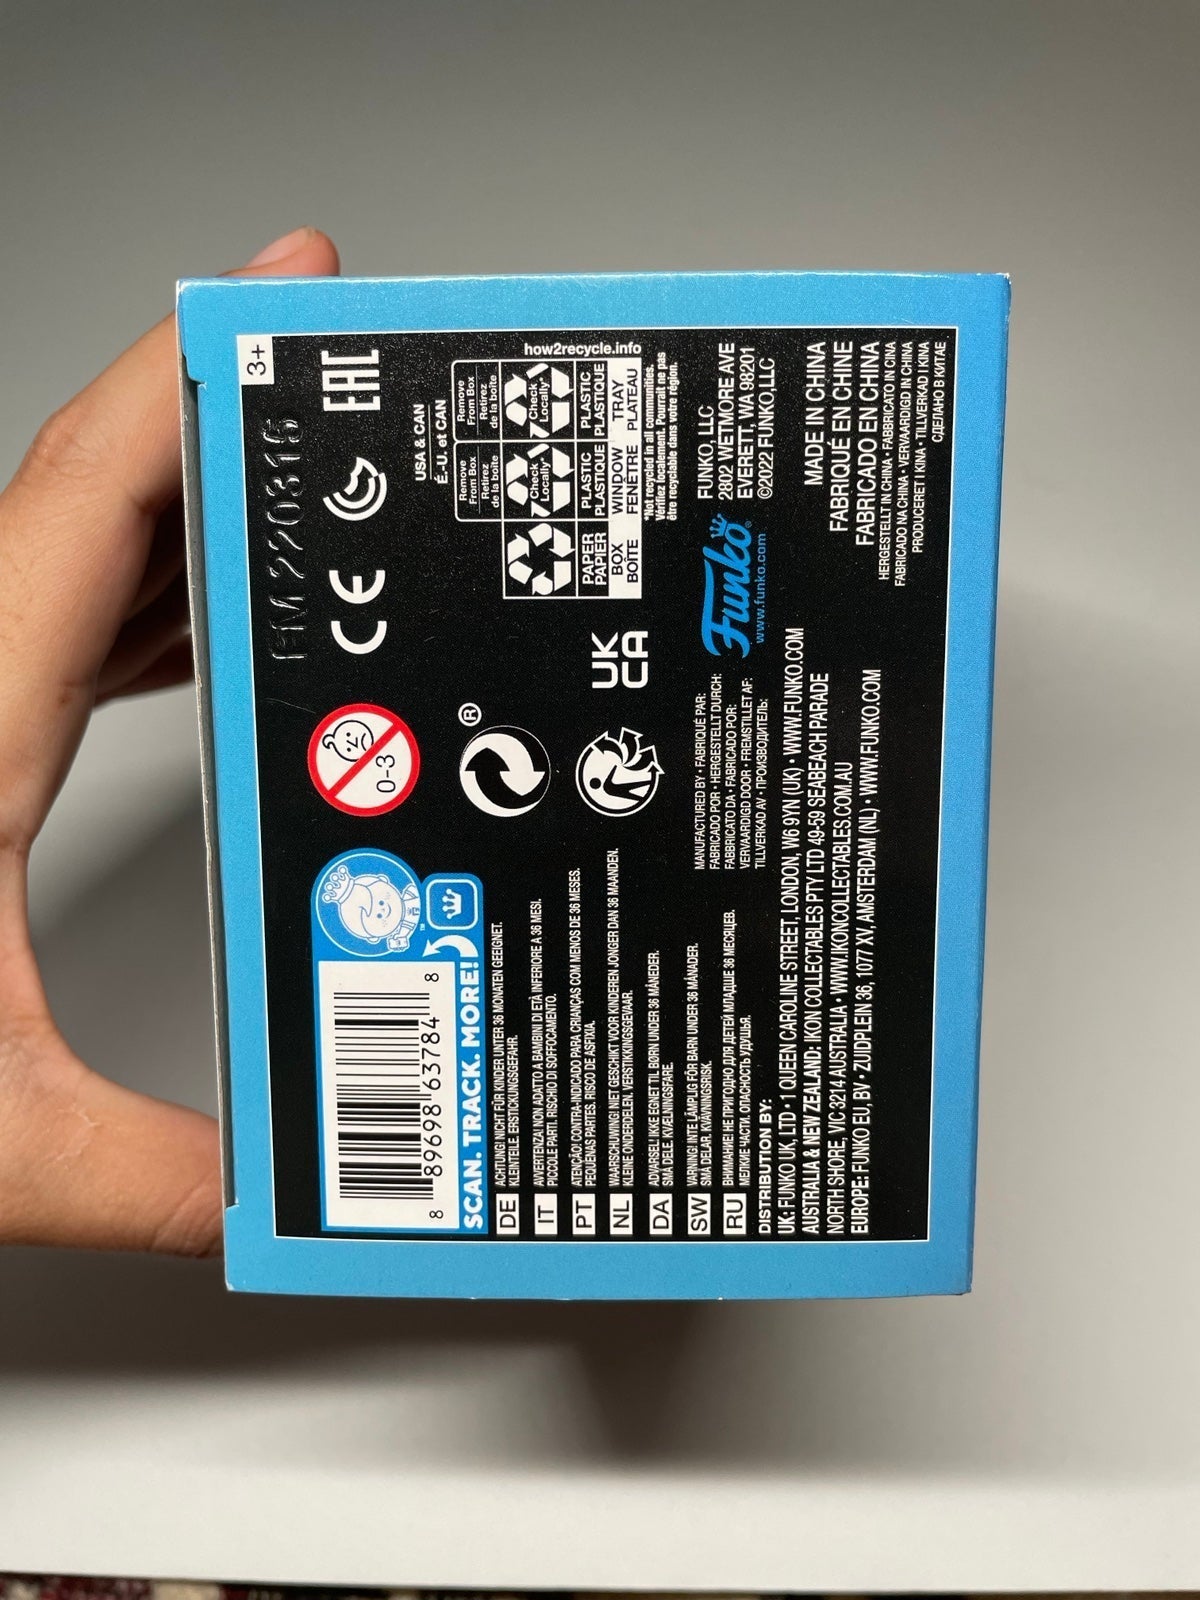 8 89698 63784 8
SCAN. TRACK. MORE!
™
DE
ACHTUNG! NICHT FÜR KINDER UNTER 36 MONATEN GEEIGNET.
KLEINTEILE. ERSTICKUNGSGEFAHR.
IT
AVVERTENZA! NON ADATTO A BAMBINI DI ETÀ INFERIORE A 36 MESI.
PICCOLE PARTI. RISCHIO DI SOFFOCAMENTO.
PT
ATENÇÃO! CONTRA-INDICADO PARA CRIANÇAS COM MENOS DE 36 MESES.
PEQUENAS PARTES. RISCO DE ASFIXIA.
NL
WAARSCHUWING! NIET GESCHIKT VOOR KINDEREN JONGER DAN 36 MAANDEN.
KLEINE ONDERDELEN. VERSTIKKINGSGEVAAR.
DA
ADVARSEL! IKKE EGNET TIL BØRN UNDER 36 MÅNEDER.
SMÅ DELE. KVÆLNINGSFARE.
SW
VARNING! INTE LÄMPLIG FÖR BARN UNDER 36 MÅNADER.
SMÅ DELAR. KVÄVNINGSRISK.
RU
ВНИМАНИЕ! НЕ ПРИГОДНО ДЛЯ ДЕТЕЙ МЛАДШЕ 36 МЕСЯЦЕВ.
МЕЛКИЕ ЧАСТИ. ОПАСНОСТЬ УДУШЬЯ.
DISTRIBUTION BY:
UK: FUNKO UK, LTD • 1 QUEEN CAROLINE STREET, LONDON, W6 9YN (UK) • WWW.FUNKO.COM
AUSTRALIA & NEW ZEALAND: IKON COLLECTABLES PTY LTD 49-59 SEABEACH PARADE
NORTH SHORE, VIC 3214 AUSTRALIA • WWW.IKONCOLLECTABLES.COM.AU
EUROPE: FUNKO EU, BV • ZUIDPLEIN 36, 1077 XV, AMSTERDAM (NL) • WWW.FUNKO.COM
0-3
®
MANUFACTURED BY • FABRIQUÉ PAR:
FABRICADO POR • HERGESTELLT DURCH:
FABBRICATO DA • FABRICADO POR:
VERVAARDIGD DOOR • FREMSTILLET AF:
TILLVERKAD AV • ПРОИЗВОДИТЕЛЬ:
HM 220315
3+
CE
EAC
UK
CA
USA & CAN
É.-U. et CAN
Remove
From Box
Retirez
de la boîte
Remove
From Box
Retirez
de la boîte
Check
Locally*
Check
Locally*
PAPER
PAPIER
PLASTIC
PLASTIQUE
PLASTIC
PLASTIQUE
BOX
BOÎTE
WINDOW
FENÊTRE
TRAY
PLATEAU
how2recycle.info
*Not recycled in all communities.
Vérifiez localement. Pourrait ne pas
être recyclable dans votre région.
Funko®
www.funko.com
FUNKO, LLC
2802 WETMORE AVE
EVERETT, WA 98201
©2022 FUNKO,LLC
MADE IN CHINA
FABRIQUÉ EN CHINE
FABRICADO EN CHINA
HERGESTELLT IN CHINA • FABBRICATO IN CINA
FABRICADO NA CHINA • VERVAARDIGD IN CHINA
PRODUCERET I KINA • TILLVERKAD I KINA
СДЕЛАНО В КИТАЕ